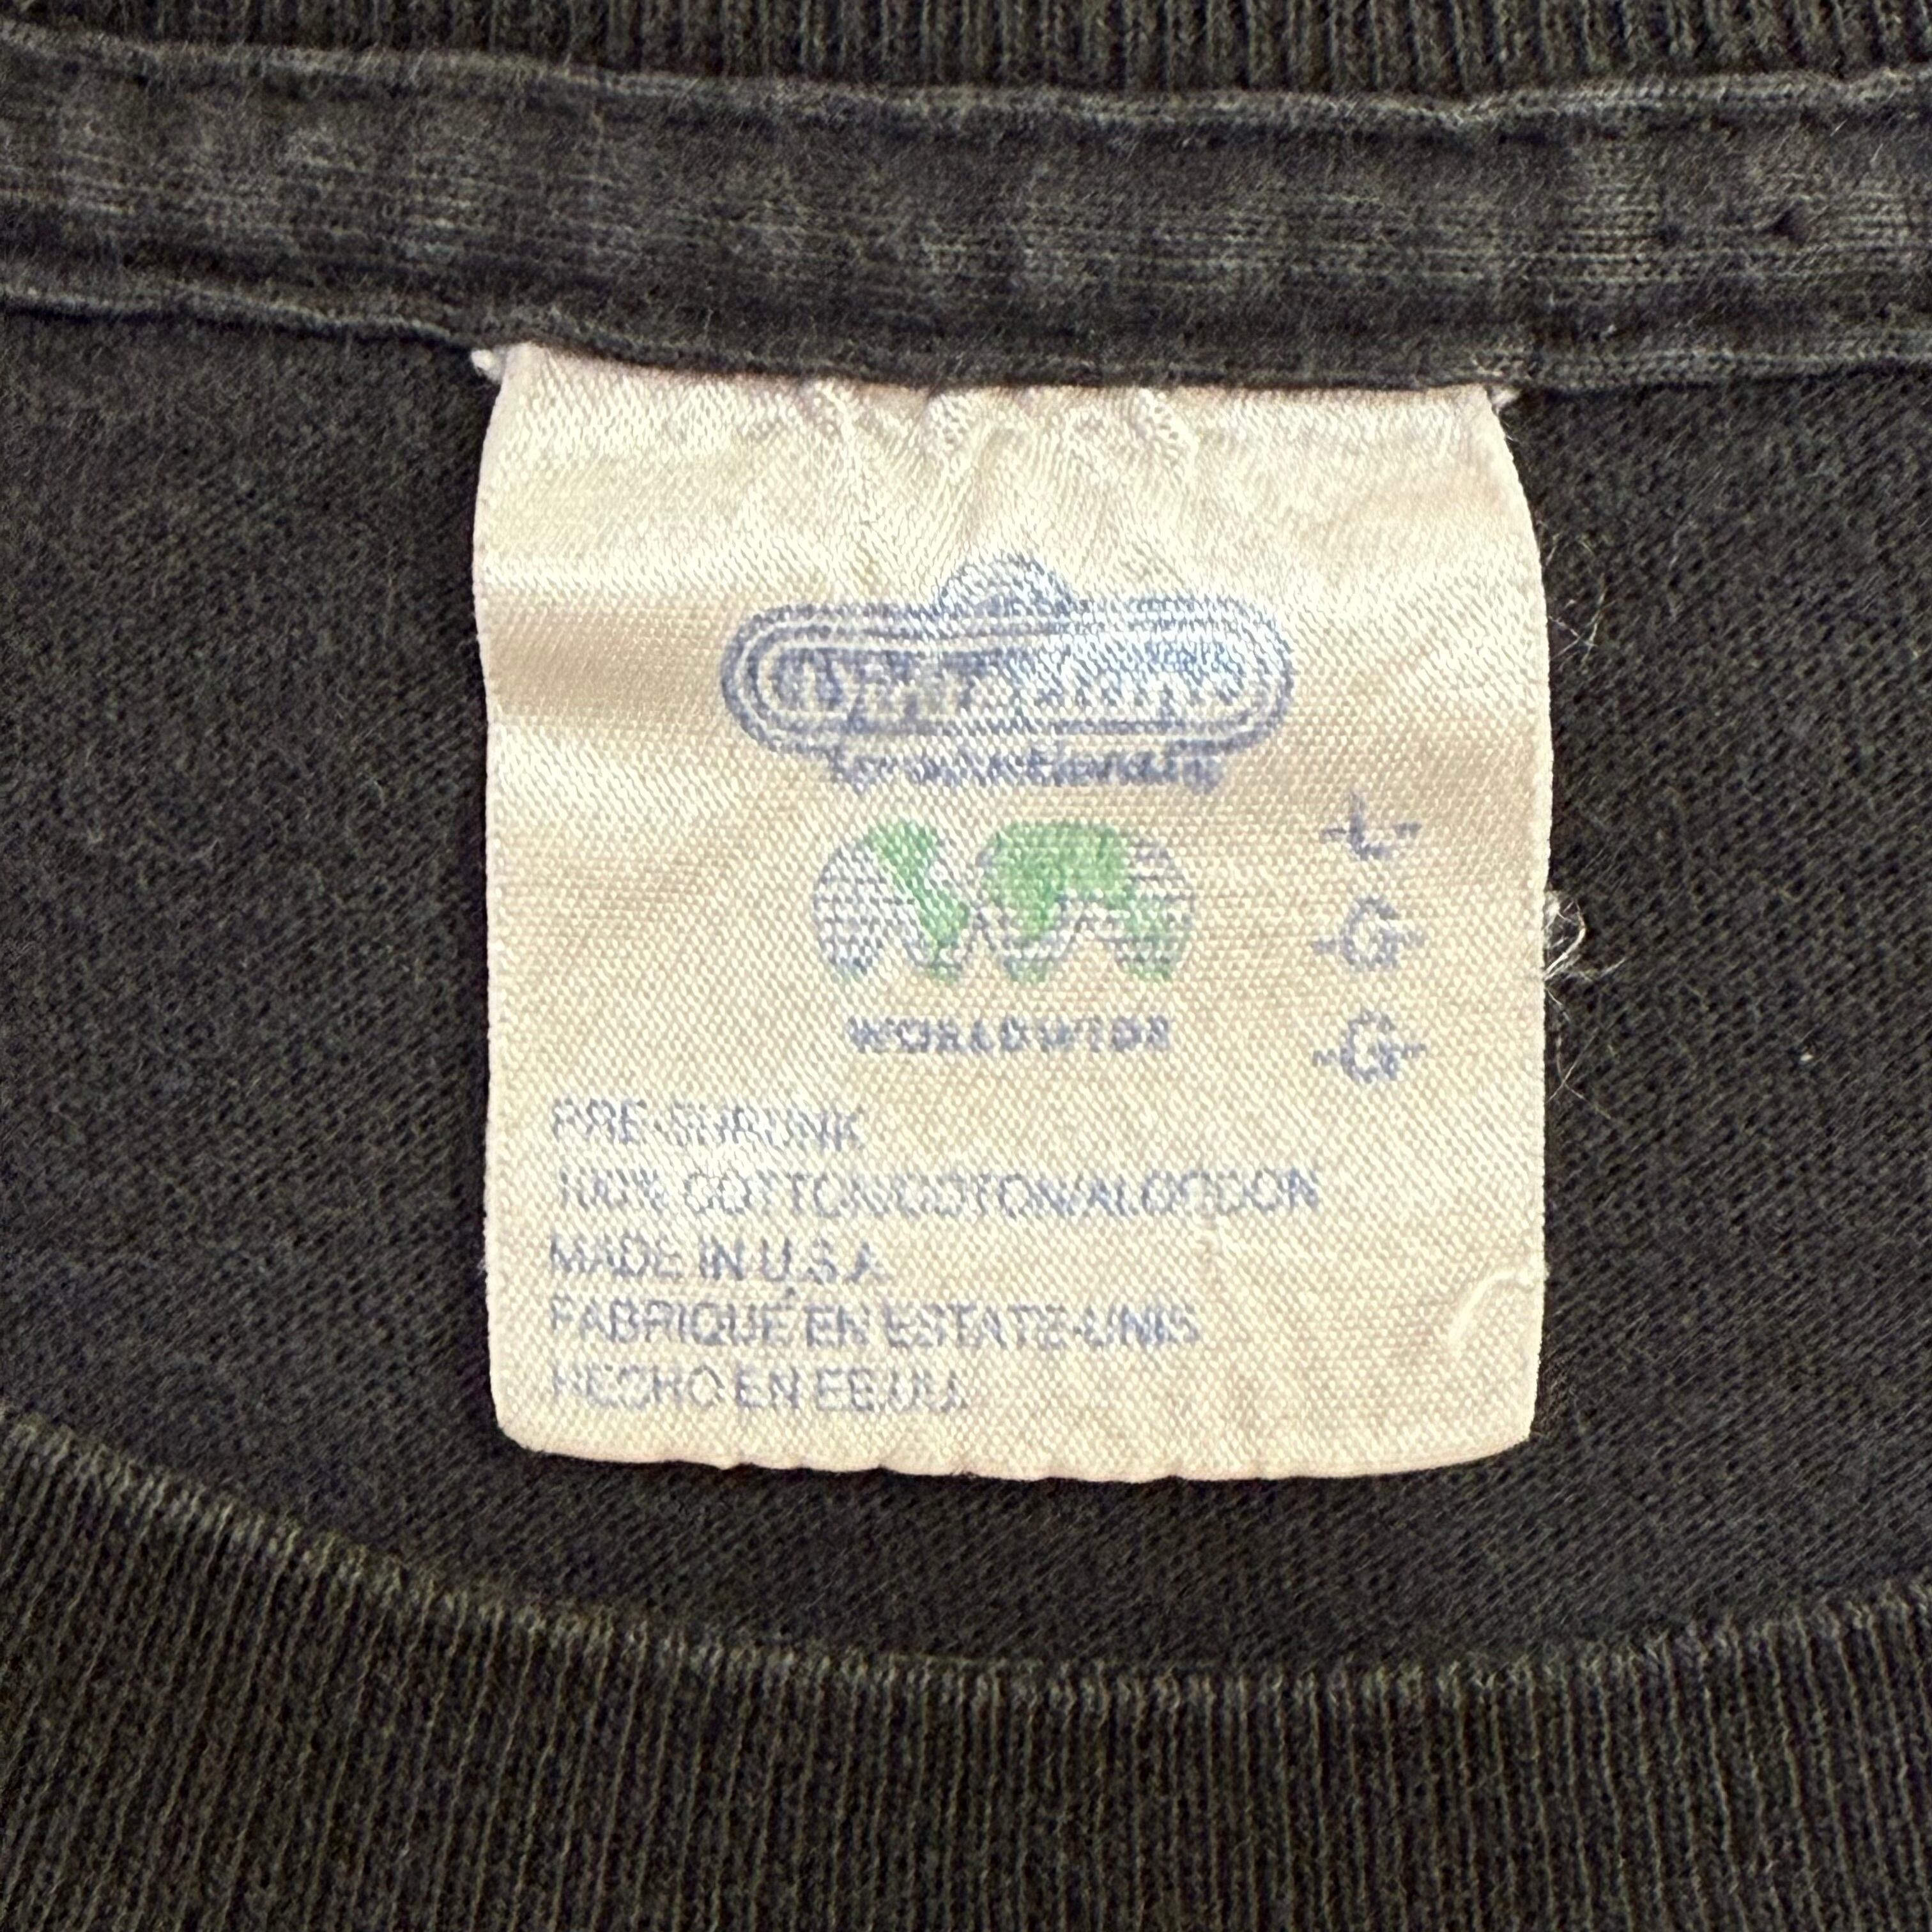 L
G
G
WORLDWIDE
PRE-SHRUNK
100% COTTON/COTON/ALGODON
MADE IN U.S.A.
FABRIQUÉ EN ESTATE-UNIS
HECHO EN EE.UU.